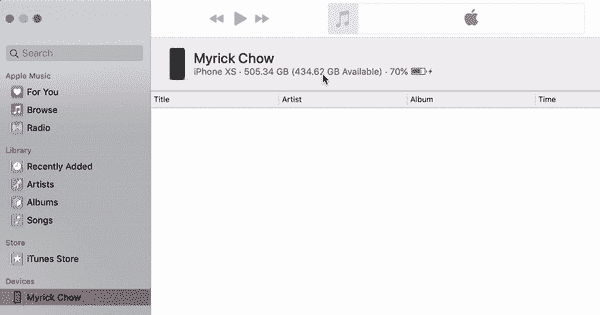 Search
Apple Music
For You
Browse
Radio
Library
Recently Added
Artists
Albums
Songs
Store
iTunes Store
Devices
Myrick Chow
Myrick Chow
iPhone XS · 505.34 GB (434.62 GB Available) · 70%
Title Artist Album Time